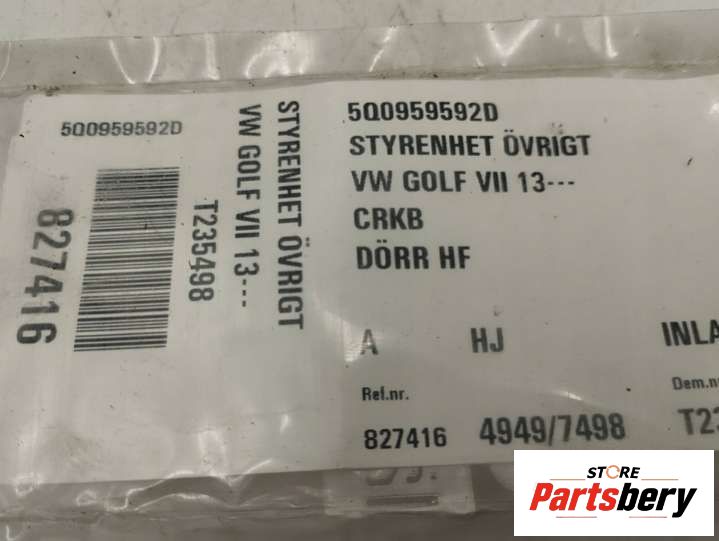 5Q0959592D
827416
T235498
VW GOLF VII 13---
STYRENHET ÖVRIGT
5Q0959592D
STYRENHET ÖVRIGT
VW GOLF VII 13---
CRKB
DÖRR HF
A HJ
Ref.nr.
827416 4949/7498
STORE
Partsbery